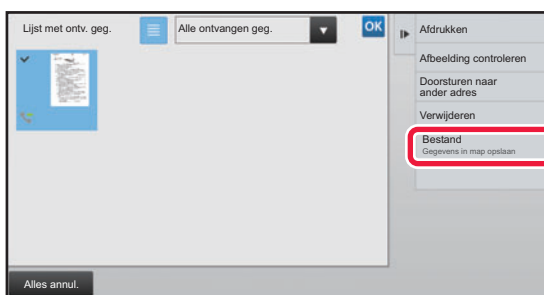 Lijst met ontv. geg.
Alle ontvangen geg.
OK
Afdrukken
Afbeelding controleren
Doorsturen naar
ander adres
Verwijderen
Bestand
Gegevens in map opslaan
Alles annul.